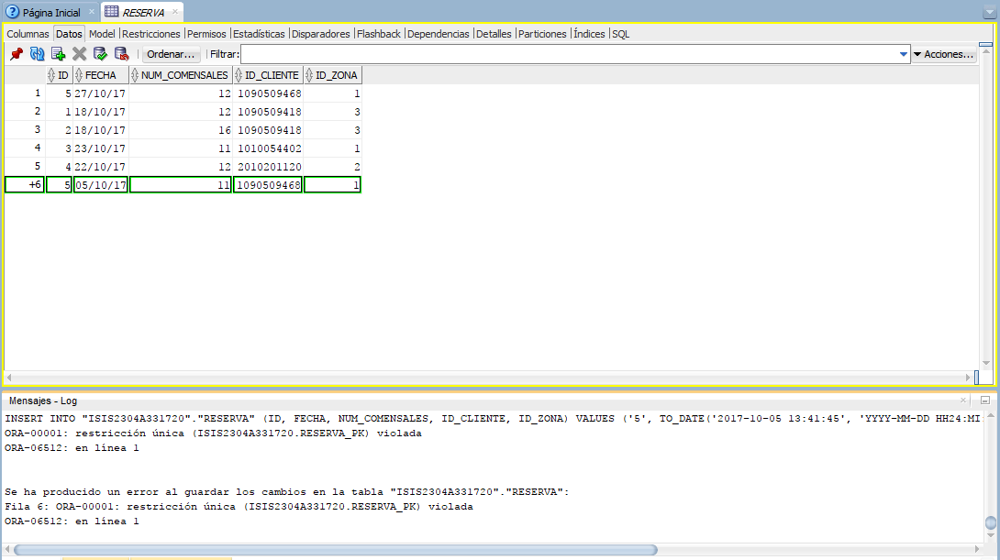 Página Inicial RESERVA
Columnas Datos Model Restricciones Permisos Estadísticas Disparadores Flashback Dependencias Detalles Particiones Índices SQL
Ordenar... Filtrar: Acciones...
ID FECHA NUM_COMENSALES ID_CLIENTE ID_ZONA
1 5 27/10/17 12 1090509468 1
2 1 18/10/17 12 1090509418 3
3 2 18/10/17 16 1090509418 3
4 3 23/10/17 11 1010054402 1
5 4 22/10/17 12 2010201120 2
+6 5 05/10/17 11 1090509468 1
Mensajes - Log
INSERT INTO "ISIS2304A331720"."RESERVA" (ID, FECHA, NUM_COMENSALES, ID_CLIENTE, ID_ZONA) VALUES ('5', TO_DATE('2017-10-05 13:41:45', 'YYYY-MM-DD HH24:MI:
ORA-00001: restricción única (ISIS2304A331720.RESERVA_PK) violada
ORA-06512: en línea 1
Se ha producido un error al guardar los cambios en la tabla "ISIS2304A331720"."RESERVA":
Fila 6: ORA-00001: restricción única (ISIS2304A331720.RESERVA_PK) violada
ORA-06512: en línea 1